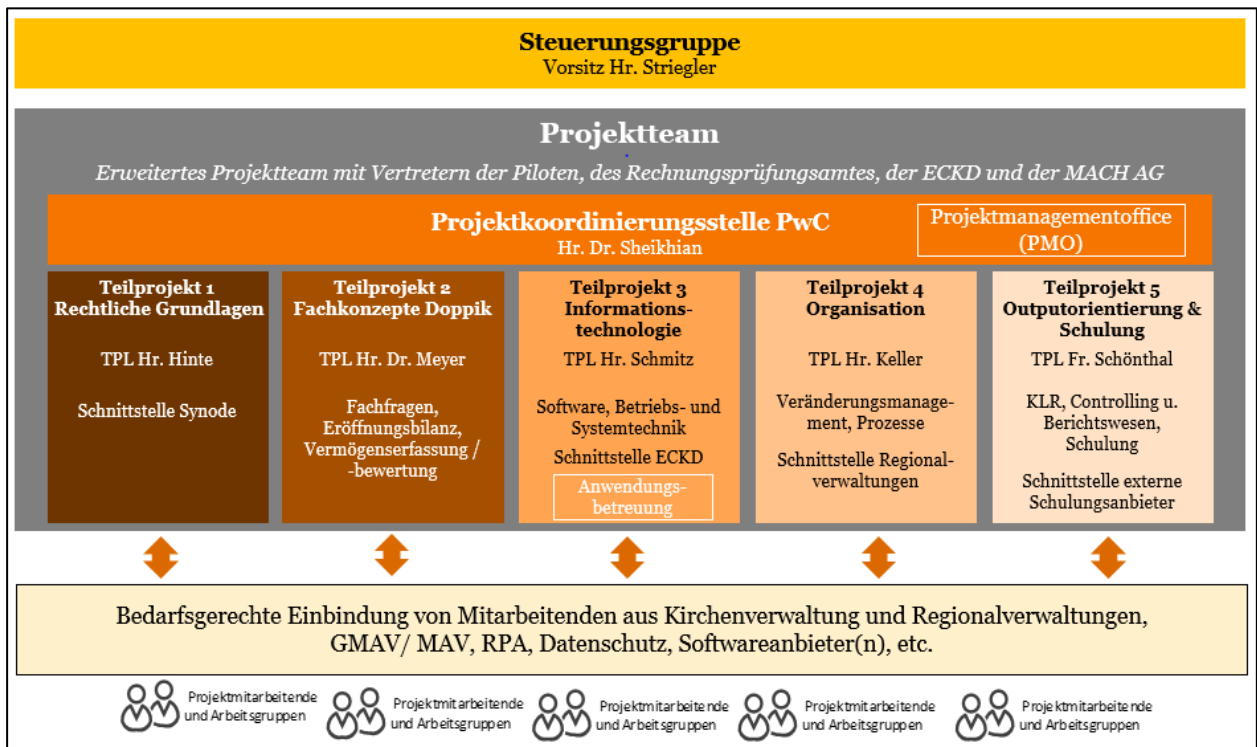 Steuerungsgruppe
Vorsitz Hr. Striegler
Projektteam
Erweitertes Projektteam mit Vertretern der Piloten, des Rechnungsprüfungsamtes, der ECKD und der MACH AG
Projektkoordinierungsstelle PwC
Hr. Dr. Sheikhian
Projektmanagementoffice
(PMO)
Teilprojekt 1
Rechtliche Grundlagen
TPL Hr. Hinte
Schnittstelle Synode
Teilprojekt 2
Fachkonzepte Doppik
TPL Hr. Dr. Meyer
Fachfragen,
Eröffnungsbilanz,
Vermögenserfassung /
-bewertung
Teilprojekt 3
Informations-
technologie
TPL Hr. Schmitz
Software, Betriebs- und
Systemtechnik
Schnittstelle ECKD
Anwendungs-
betreuung
Teilprojekt 4
Organisation
TPL Hr. Keller
Veränderungsmanage-
ment, Prozesse
Schnittstelle Regional-
verwaltungen
Teilprojekt 5
Outputorientierung &
Schulung
TPL Fr. Schönthal
KLR, Controlling u.
Berichtswesen,
Schulung
Schnittstelle externe
Schulungsanbieter
Bedarfsgerechte Einbindung von Mitarbeitenden aus Kirchenverwaltung und Regionalverwaltungen,
GMAV/ MAV, RPA, Datenschutz, Softwareanbieter(n), etc.
Projektmitarbeitende
und Arbeitsgruppen
Projektmitarbeitende
und Arbeitsgruppen
Projektmitarbeitende
und Arbeitsgruppen
Projektmitarbeitende
und Arbeitsgruppen
Projektmitarbeitende
und Arbeitsgruppen